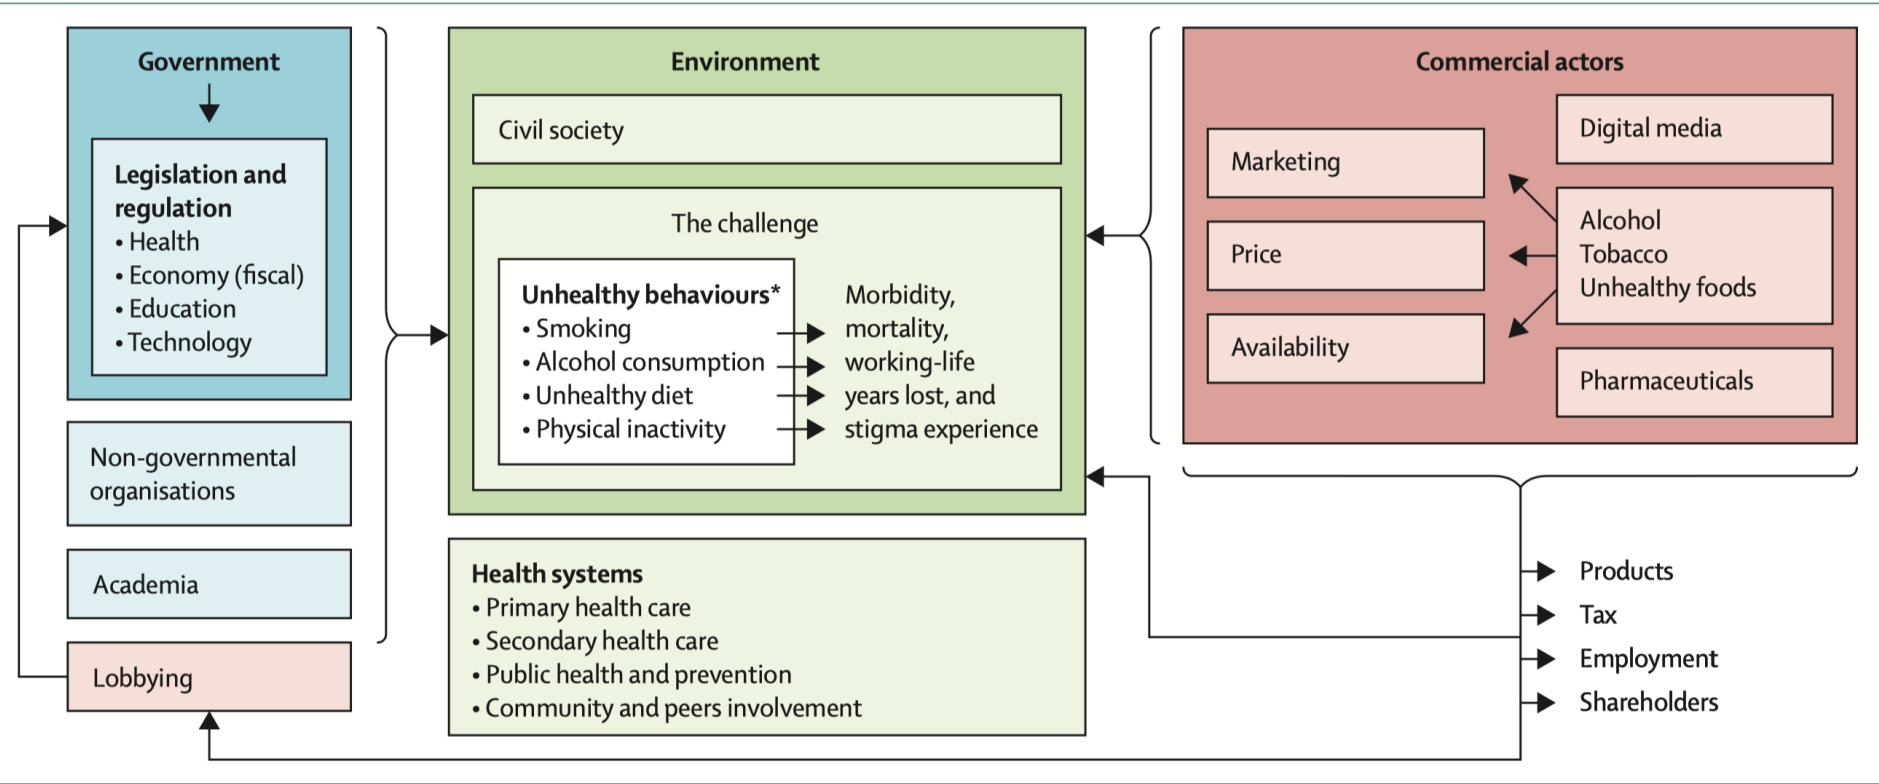 Government
Legislation and
regulation
• Health
• Economy (fiscal)
• Education
• Technology
Non-governmental
organisations
Academia
Lobbying
Environment
Civil society
The challenge
Unhealthy behaviours*
• Smoking
• Alcohol consumption
• Unhealthy diet
• Physical inactivity
Morbidity,
mortality,
working-life
years lost, and
stigma experience
Health systems
• Primary health care
• Secondary health care
• Public health and prevention
• Community and peers involvement
Commercial actors
Marketing
Price
Availability
Digital media
Alcohol
Tobacco
Unhealthy foods
Pharmaceuticals
Products
Tax
Employment
Shareholders